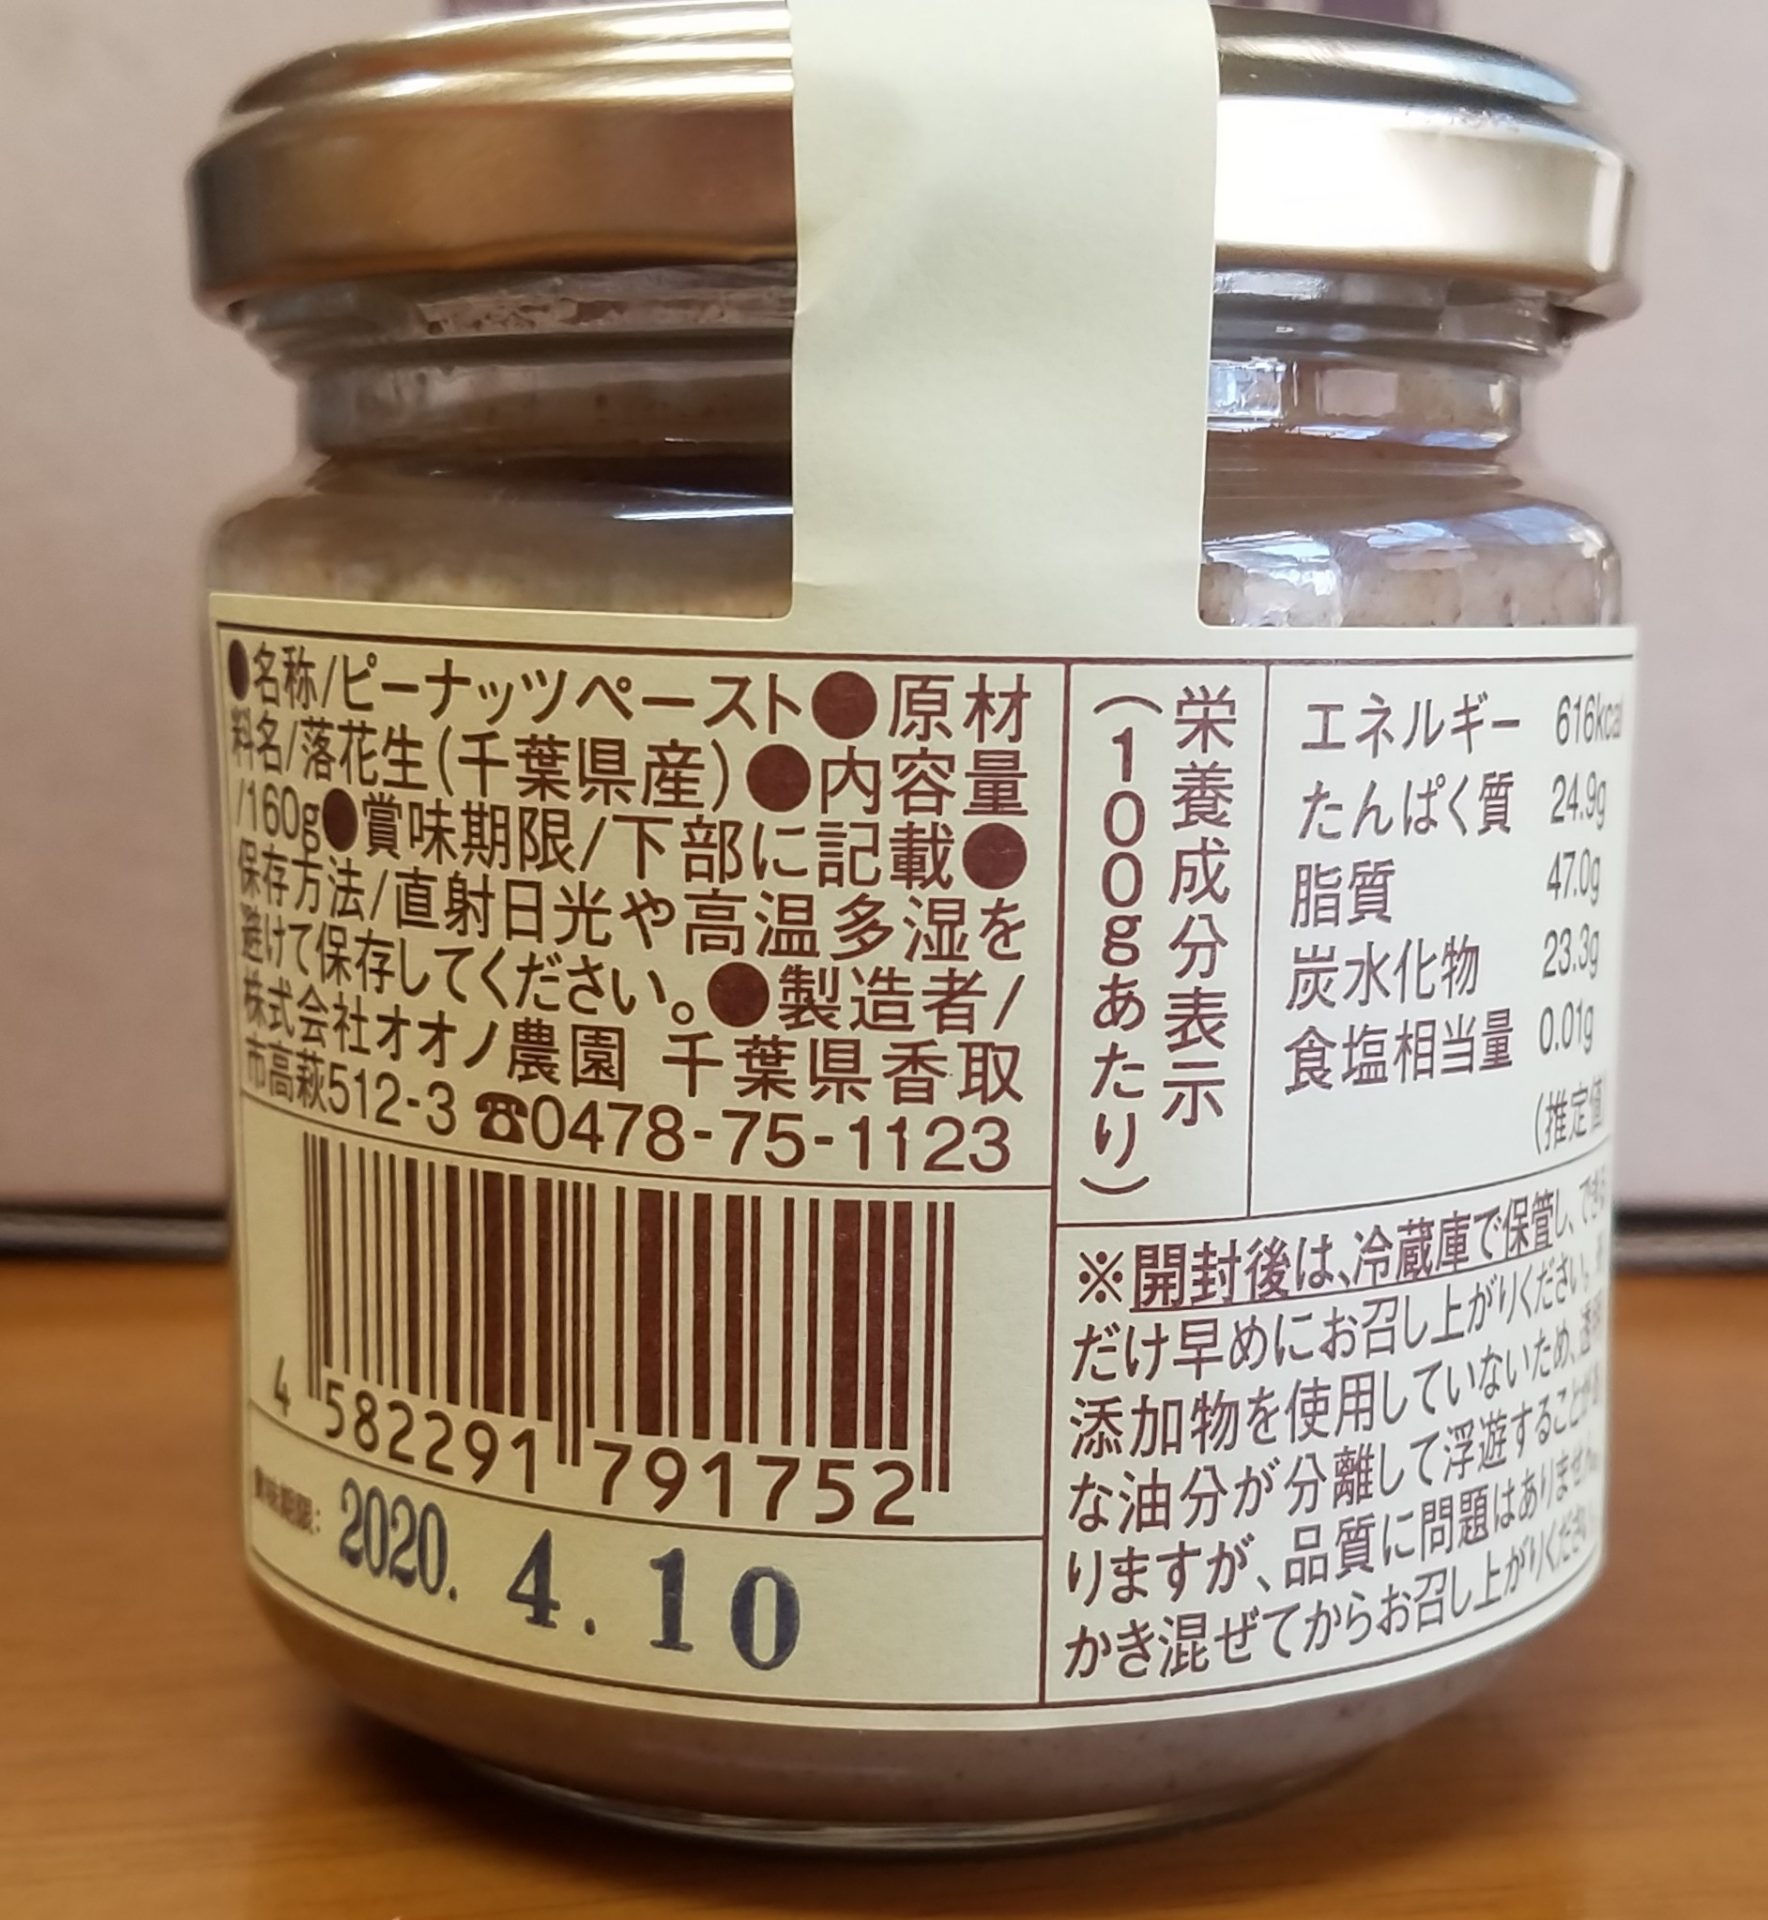 ●名称/ピーナッツペースト●原材
料名/落花生(千葉県産)●内容量
/160g●賞味期限/下部に記載●
保存方法/直射日光や高温多湿を
避けて保存してください。●製造者/
株式会社オオノ農園 千葉県香取
市高萩512-3 ☎0478-75-1123
4 582291 791752
賞味期限:
2020. 4. 10
栄養成分表示
(100gあたり)
エネルギー 616kcal
たんぱく質 24.9g
脂質 47.0g
炭水化物 23.3g
食塩相当量 0.01g
(推定値
※開封後は、冷蔵庫で保管し、でき
だけ早めにお召し上がりください。
添加物を使用していないため、
な油分が分離して浮遊することが
りますが、品質に問題はありません
かき混ぜてからお召し上がりください